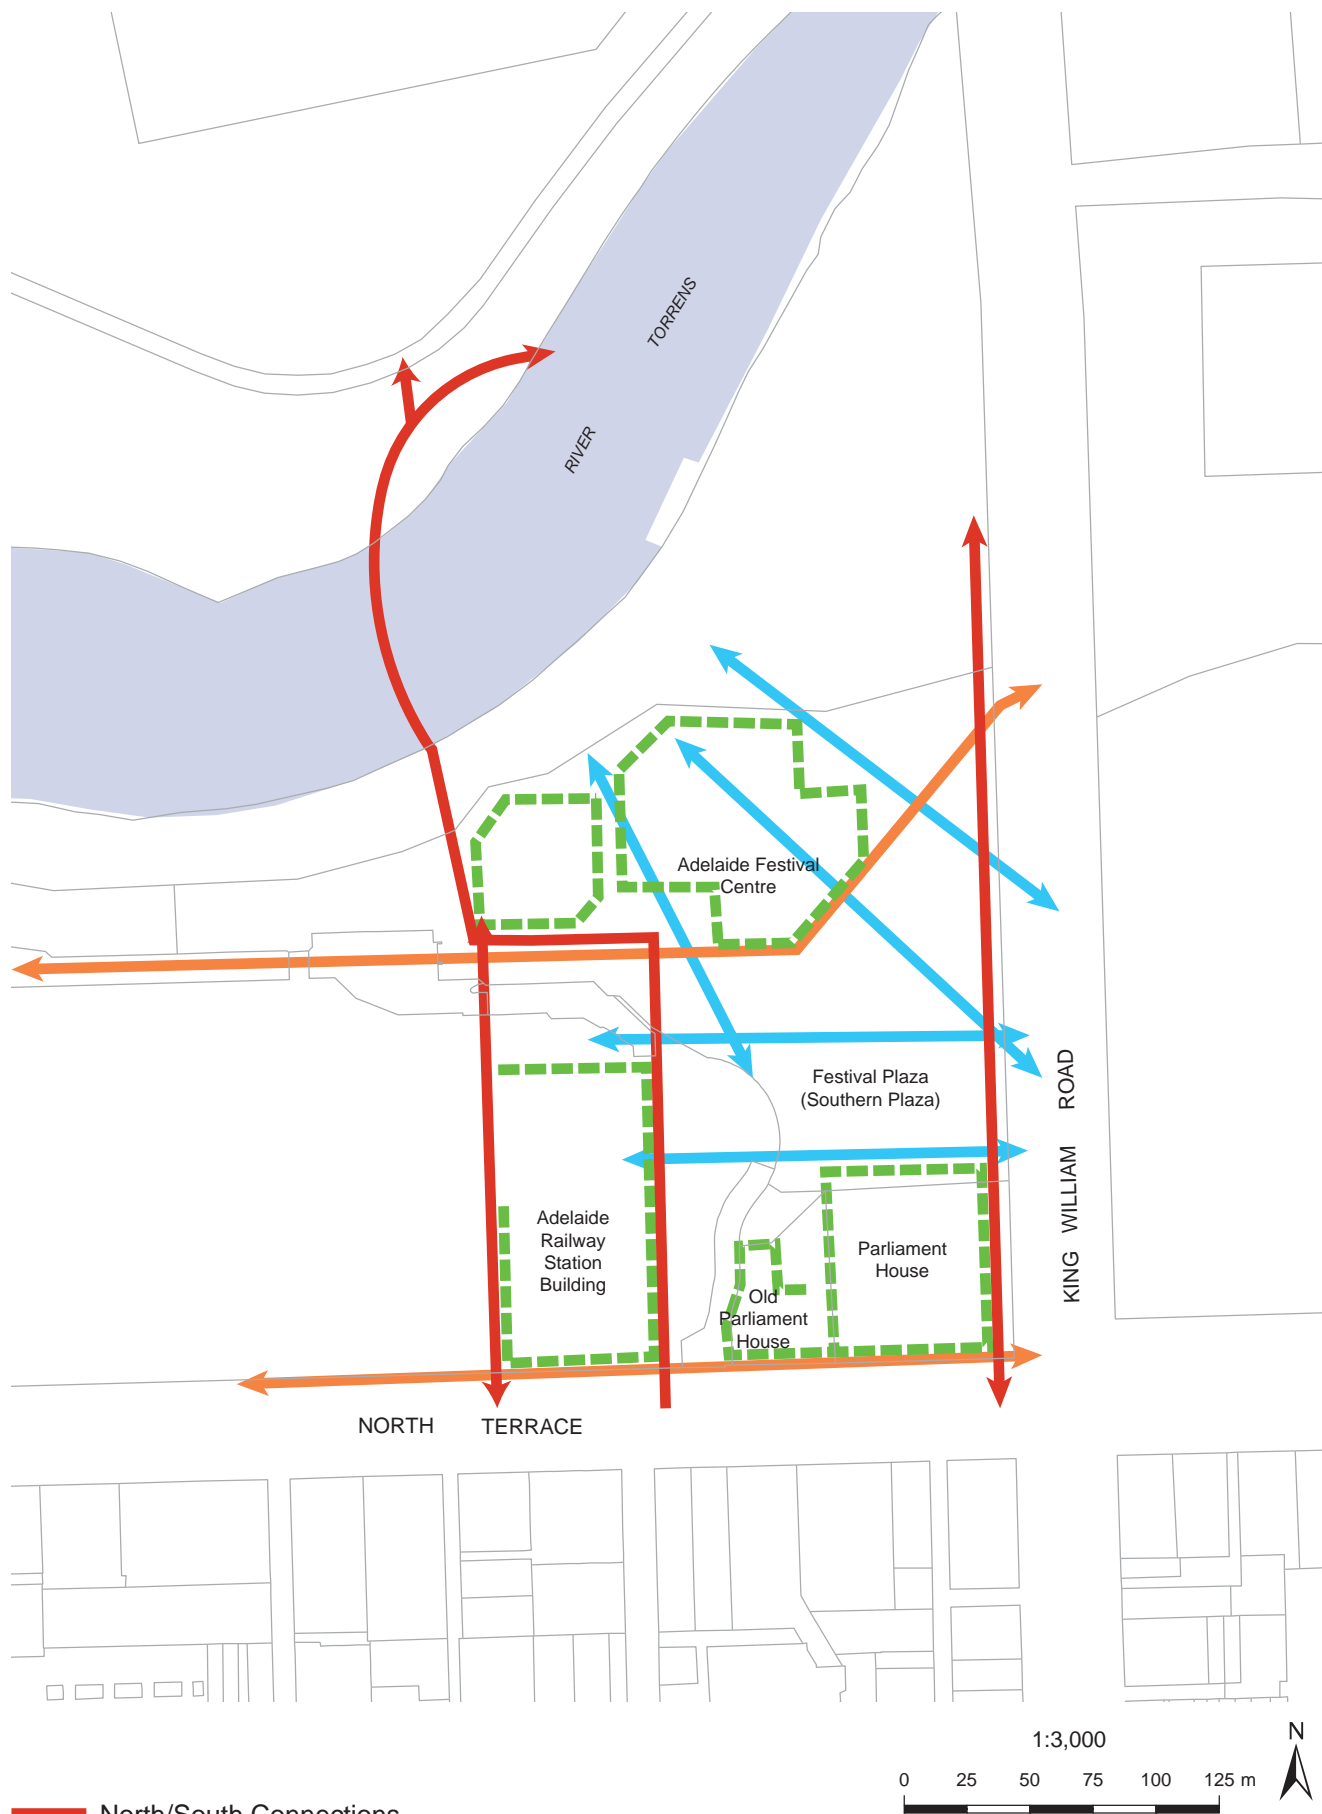 TORRENS
RIVER
Adelaide Festival
Centre
Festival Plaza
(Southern Plaza)
KING WILLIAM ROAD
Adelaide
Railway
Station
Building
Parliament
House
Old
Parliament
House
NORTH TERRACE
1:3,000
N
0 25 50 75 100 125 m
North/South Connections